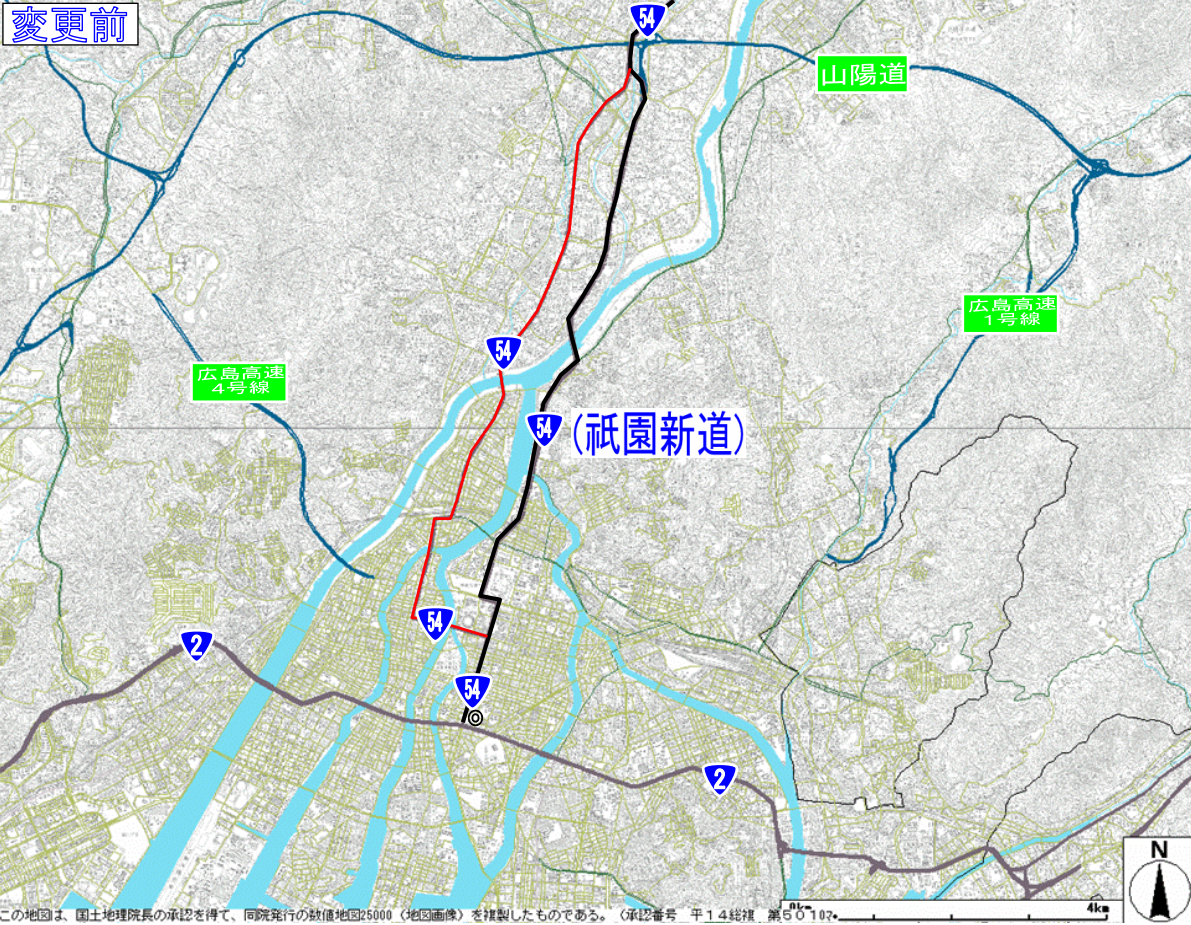 変更前
54
山陽道
広島高速
1号線
54
広島高速
4号線
54
(祇園新道)
54
2
54
2
N
この地図は、国土地理院長の承認を得て、同院発行の数値地図25000（地図画像）を複製したものである。（承認番号 平14総複 第501
0km
4km